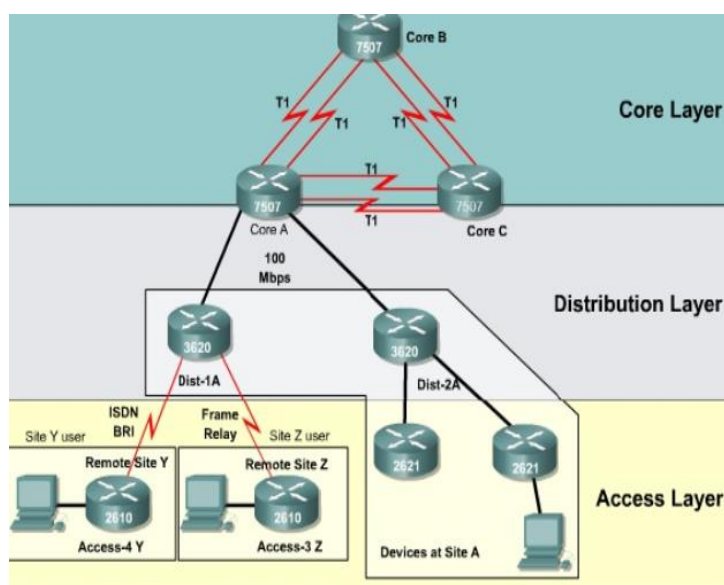 Core B
7507
T1
T1
T1
T1
Core Layer
T1
7507
7507
T1
Core A
Core C
100
Mbps
Distribution Layer
3620
3620
Dist-1A
Dist-2A
ISDN
BRI
Frame
Relay
Site Y user
Site Z user
Remote Site Y
Remote Site Z
2621
2621
Access Layer
2610
2610
Access-4 Y
Access-3 Z
Devices at Site A